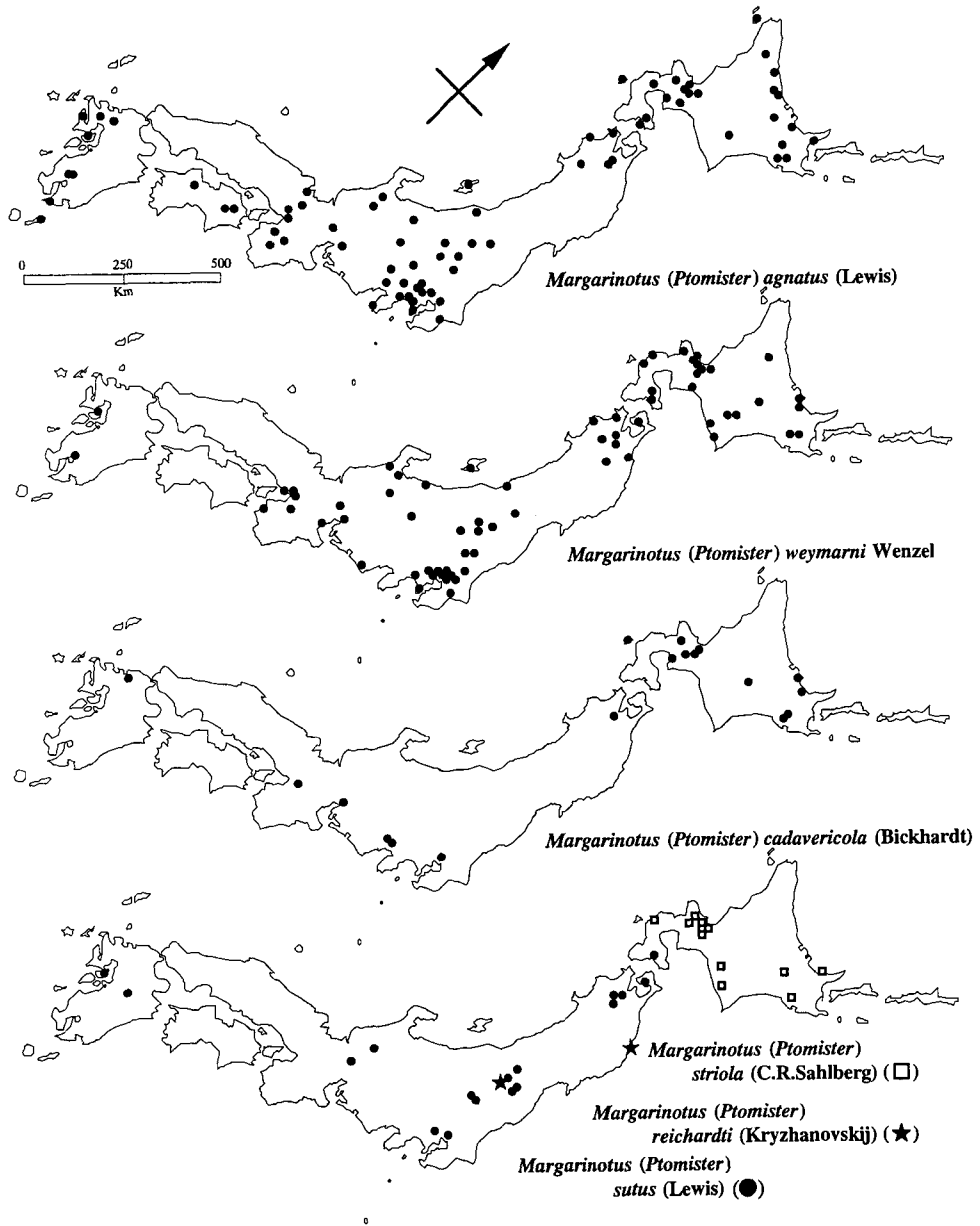 0 250 500
Km
Margarinotus (Ptomister) agnatus (Lewis)
Margarinotus (Ptomister) weymarni Wenzel
Margarinotus (Ptomister) cadavericola (Bickhardt)
Margarinotus (Ptomister)
striola (C.R.Sahlberg) (□)
Margarinotus (Ptomister)
reichardti (Kryzhanovskij) (★)
Margarinotus (Ptomister)
sutus (Lewis) (●)